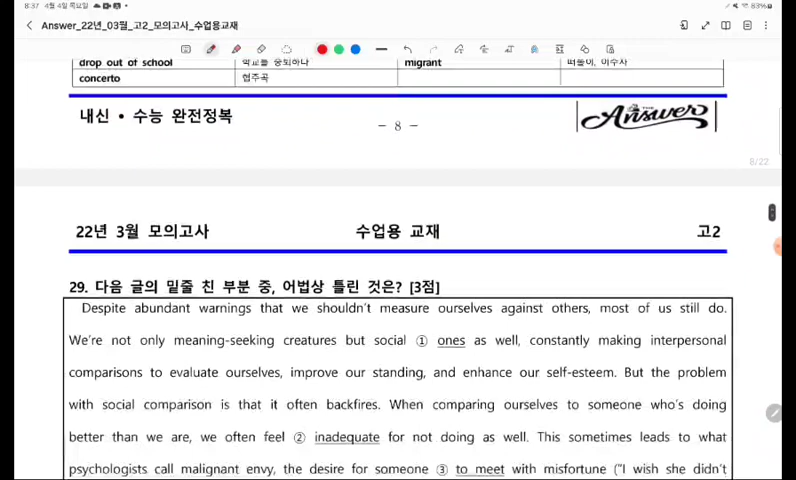 8:37 4월 4일 목요일
83%
Answer_22년_03월_고2_모의고사_수업용교재
drop out of school 학교를 중퇴하다 migrant 떠돌이, 이주자
concerto 협주곡
내신 • 수능 완전정복
- 8 -
Answer
8/22
22년 3월 모의고사 수업용 교재 고2
29. 다음 글의 밑줄 친 부분 중, 어법상 틀린 것은? [3점]
Despite abundant warnings that we shouldn't measure ourselves against others, most of us still do.
We're not only meaning-seeking creatures but social ① ones as well, constantly making interpersonal
comparisons to evaluate ourselves, improve our standing, and enhance our self-esteem. But the problem
with social comparison is that it often backfires. When comparing ourselves to someone who's doing
better than we are, we often feel ② inadequate for not doing as well. This sometimes leads to what
psychologists call malignant envy, the desire for someone ③ to meet with misfortune ("I wish she didn't